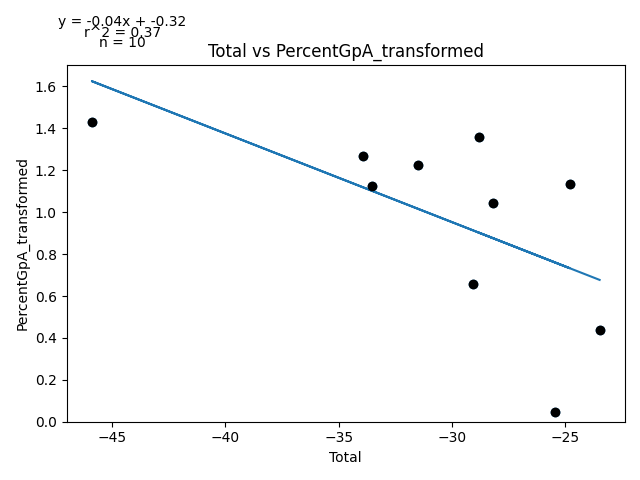 y = -0.04x + -0.32
r^2 = 0.37
n = 10
Total vs PercentGpA_transformed
PercentGpA_transformed
1.6
1.4
1.2
1.0
0.8
0.6
0.4
0.2
0.0
−45
−40
−35
−30
−25
Total